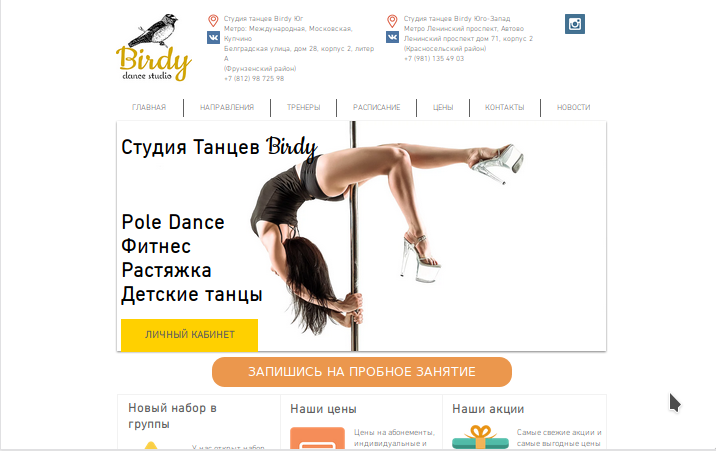 Birdy
dance studio
Студия танцев Birdy Юг
Метро: Международная, Московская,
Купчино
Белградская улица, дом 28, корпус 2, литер
А
(Фрунзенский район)
+7 (812) 98 725 98
Студия танцев Birdy Юго-Запад
Метро Ленинский проспект, Автово
Ленинский проспект дом 71, корпус 2
(Красносельский район)
+7 (981) 135 49 03
ГЛАВНАЯ
НАПРАВЛЕНИЯ
ТРЕНЕРЫ
РАСПИСАНИЕ
ЦЕНЫ
КОНТАКТЫ
НОВОСТИ
Студия Танцев Birdy
Pole Dance
Фитнес
Растяжка
Детские танцы
ЛИЧНЫЙ КАБИНЕТ
ЗАПИШИСЬ НА ПРОБНОЕ ЗАНЯТИЕ
Новый набор в
группы
У нас открыт набор
Наши цены
Цены на абонементы,
индивидуальные и
Наши акции
Самые свежие акции и
самые выгодные цены